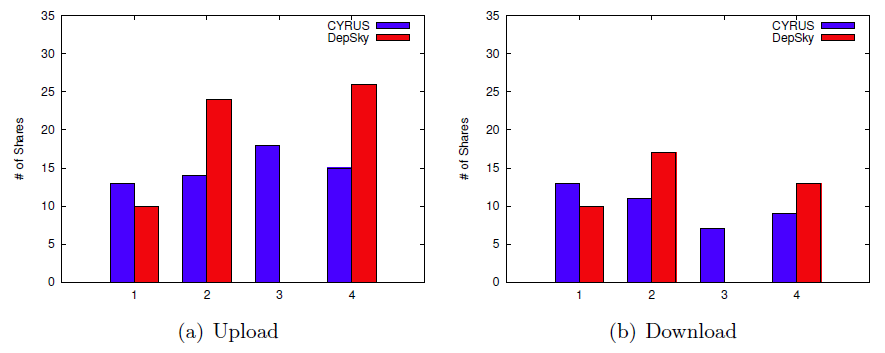 35
30
25
20
15
10
5
0
# of Shares
CYRUS
DepSky
1 2 3 4
(a) Upload
35
30
25
20
15
10
5
0
# of Shares
CYRUS
DepSky
1 2 3 4
(b) Download